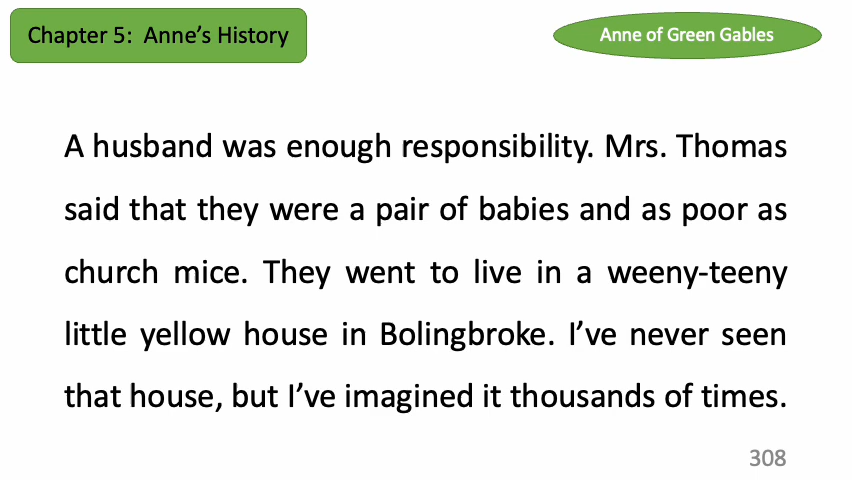 Chapter 5:  Anne’s History
Anne of Green Gables
A husband was enough responsibility. Mrs. Thomas
said that they were a pair of babies and as poor as
church mice. They went to live in a weeny-teeny
little yellow house in Bolingbroke. I’ve never seen
that house, but I’ve imagined it thousands of times.
308